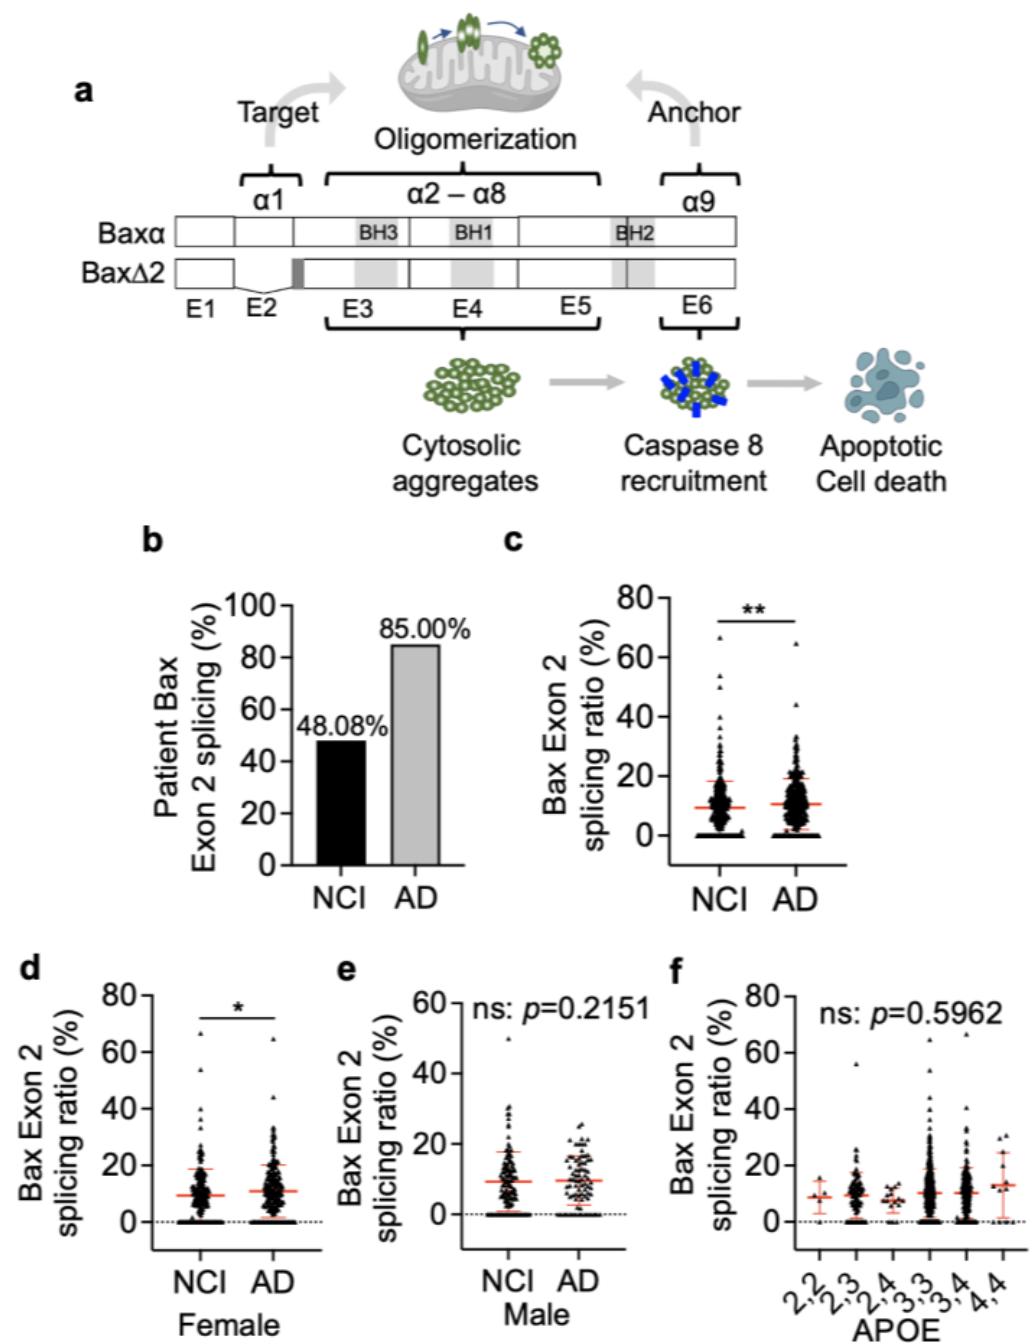 a
Target
Oligomerization
Anchor
α1
α2 – α8
α9
Baxα
BH3
BH1
BH2
BaxΔ2
E1
E2
E3
E4
E5
E6
Cytosolic
aggregates
Caspase 8
recruitment
Apoptotic
Cell death
b
Patient Bax
Exon 2 splicing (%)
100
80
60
40
20
0
48.08%
85.00%
NCI
AD
c
Bax Exon 2
splicing ratio (%)
80
60
40
20
0
**
NCI
AD
d
Bax Exon 2
splicing ratio (%)
80
60
40
20
0
*
NCI
AD
Female
e
Bax Exon 2
splicing ratio (%)
60
40
20
0
ns: p=0.2151
NCI
AD
Male
f
Bax Exon 2
splicing ratio (%)
80
60
40
20
0
ns: p=0.5962
2,2
2,3
2,4
3,3
3,4
4,4
APOE